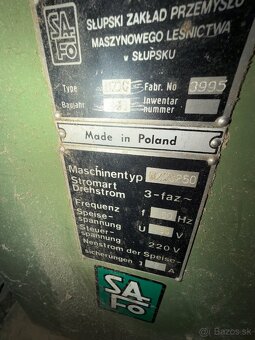 SA
FO
SŁUPSKI ZAKŁAD PRZEMYSŁU
MASZYNOWEGO LEŚNICTWA
w SŁUPSKU
Type Fabr. No 3995
Baujahr Inwentar
nummer
Made in Poland
Maschinentyp
Stromart
Drehstrom 3-faz~
Frequenz f Hz
Speise-
spannung U V
Steuer-
spannung 220 V
Nennstrom der Speise-
sicherungen A
SA
FO
Bazos.sk